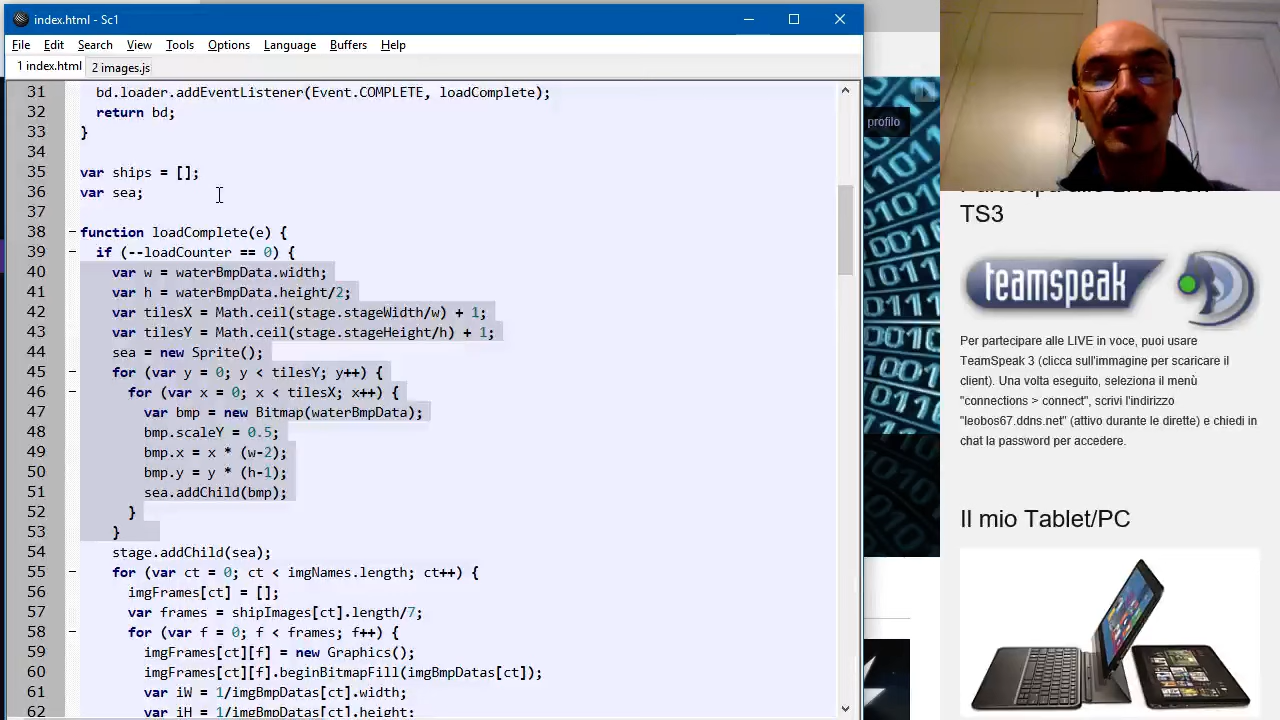 index.html - Sc1
File Edit Search View Tools Options Language Buffers Help
1 index.html 2 images.js
31 bd.loader.addEventListener(Event.COMPLETE, loadComplete);
32 return bd;
33 }
34
35 var ships = [];
36 var sea;
37
38 function loadComplete(e) {
39 if (--loadCounter == 0) {
40 var w = waterBmpData.width;
41 var h = waterBmpData.height/2;
42 var tilesX = Math.ceil(stage.stageWidth/w) + 1;
43 var tilesY = Math.ceil(stage.stageHeight/h) + 1;
44 sea = new Sprite();
45 for (var y = 0; y < tilesY; y++) {
46 for (var x = 0; x < tilesX; x++) {
47 var bmp = new Bitmap(waterBmpData);
48 bmp.scaleY = 0.5;
49 bmp.x = x * (w-2);
50 bmp.y = y * (h-1);
51 sea.addChild(bmp);
52 }
53 }
54 stage.addChild(sea);
55 for (var ct = 0; ct < imgNames.length; ct++) {
56 imgFrames[ct] = [];
57 var frames = shipImages[ct].length/7;
58 for (var f = 0; f < frames; f++) {
59 imgFrames[ct][f] = new Graphics();
60 imgFrames[ct][f].beginBitmapFill(imgBmpDatas[ct]);
61 var iW = 1/imgBmpDatas[ct].width;
62 var iH = 1/imgBmpDatas[ct].height;
profilo
Partecipa alle LIVE con
TS3
teamspeak
Per partecipare alle LIVE in voce, puoi usare
TeamSpeak 3 (clicca sull'immagine per scaricare il
client). Una volta eseguito, seleziona il menù
"connections > connect", scrivi l'indirizzo
"leobos67.ddns.net" (attivo durante le dirette) e chiedi in
chat la password per accedere.
Il mio Tablet/PC